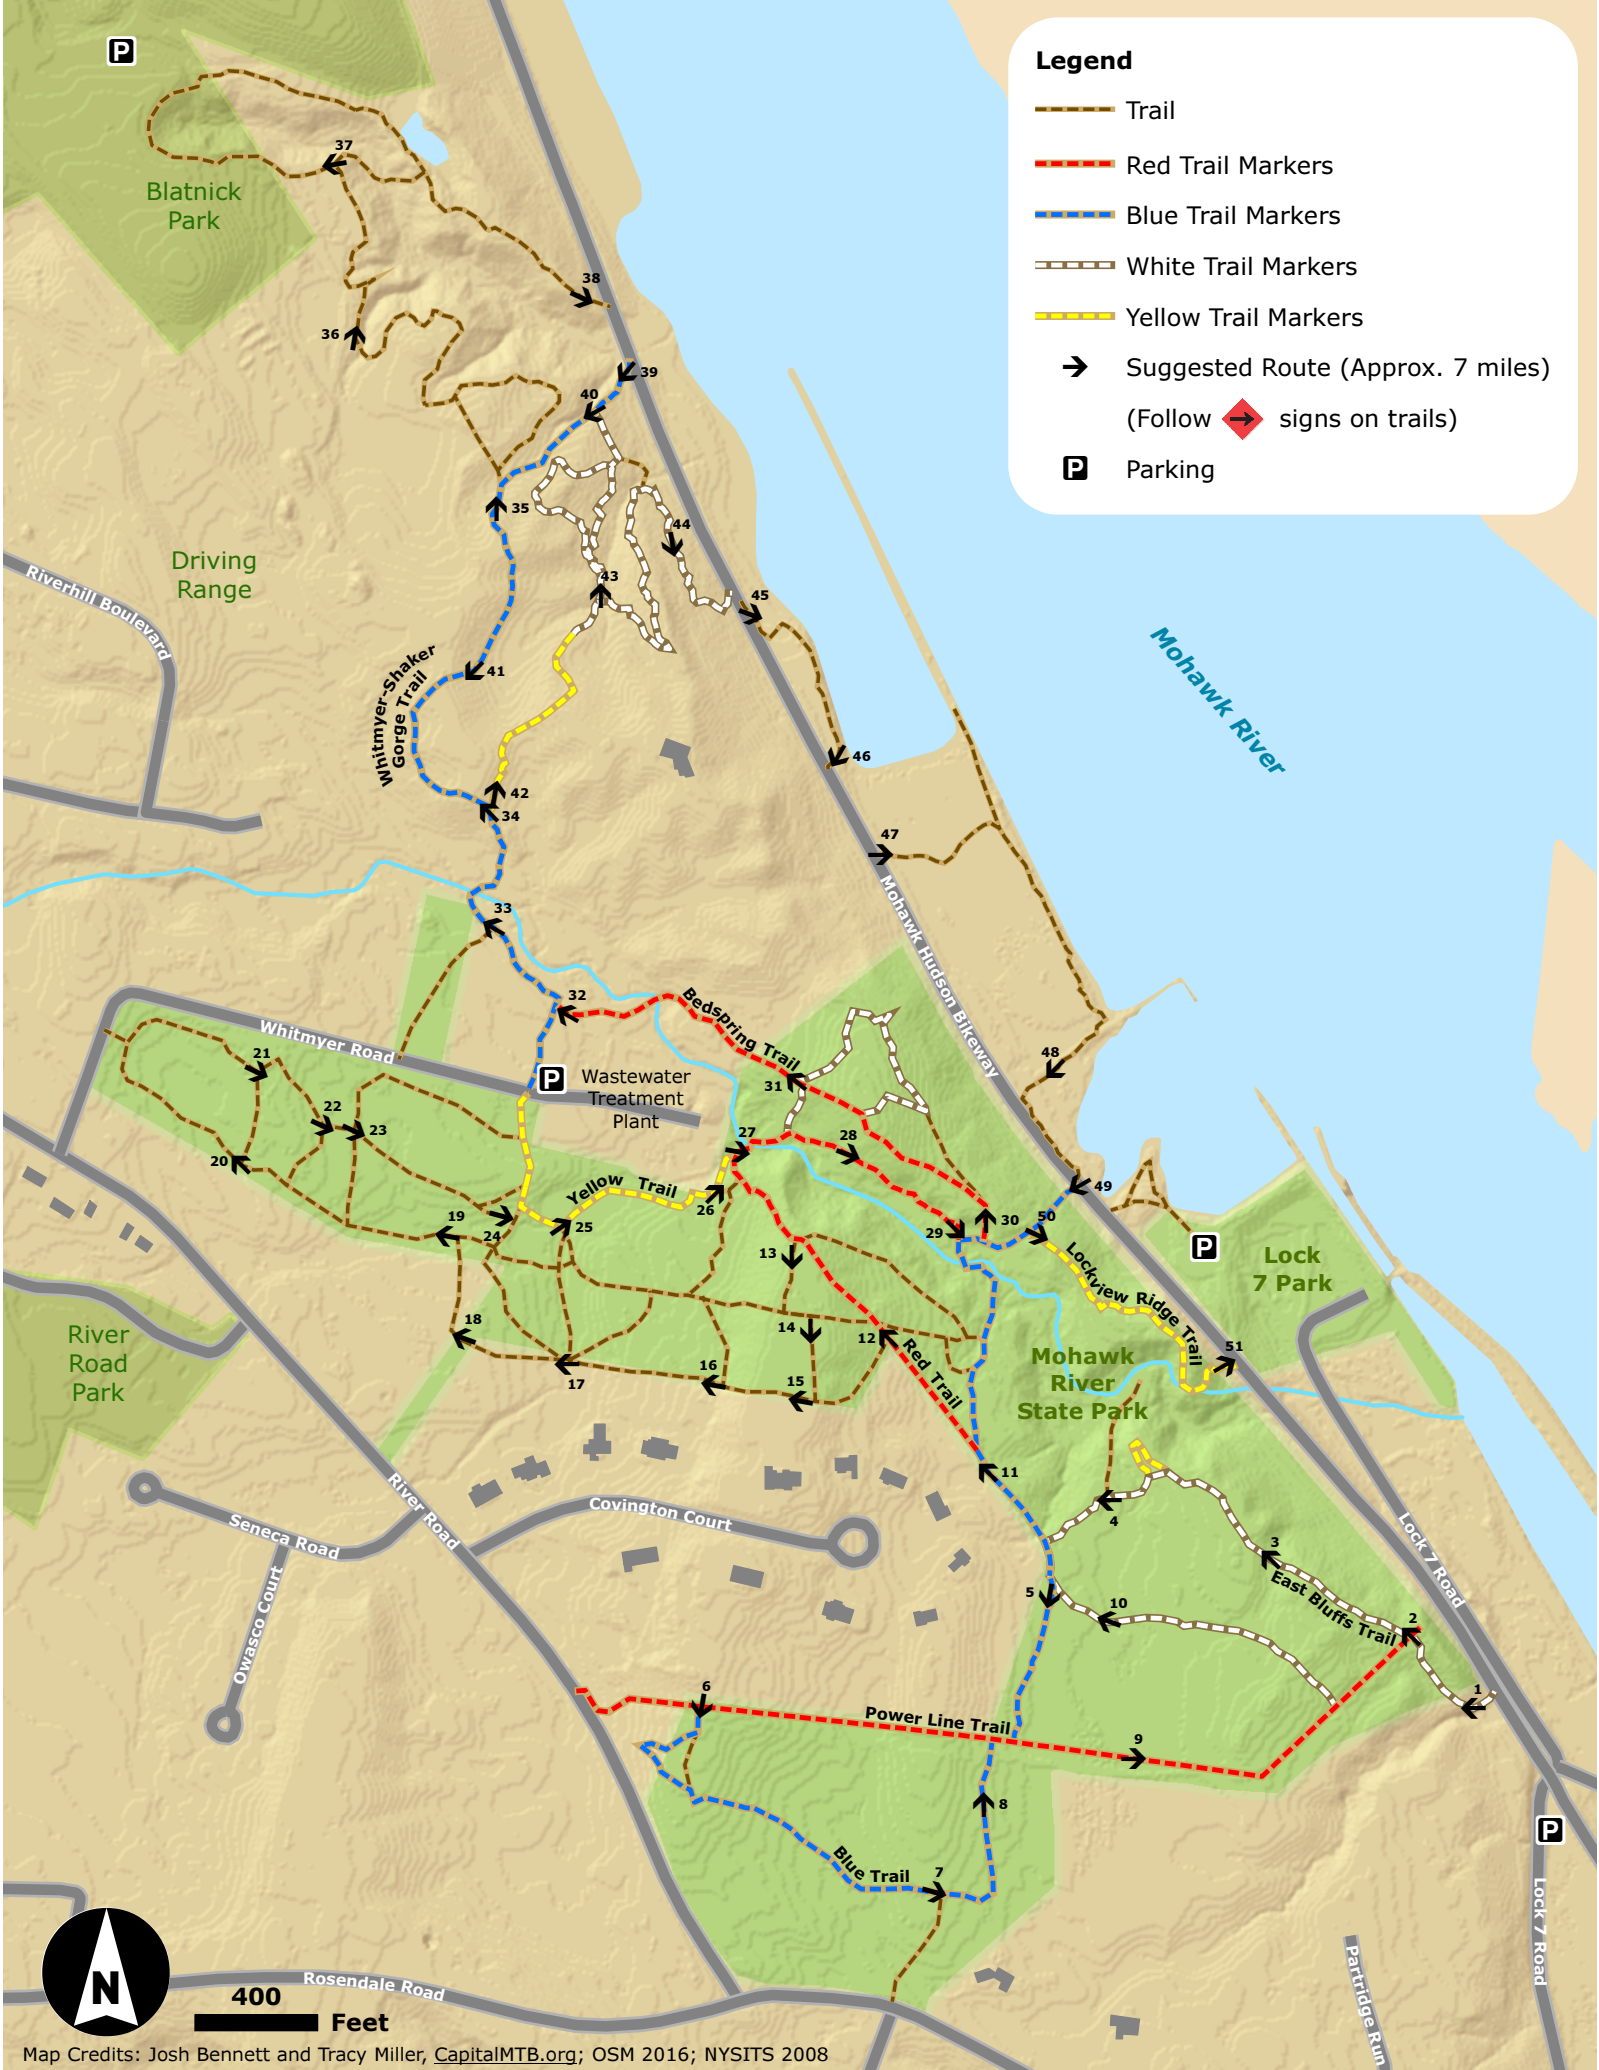 P
Legend
Trail
Red Trail Markers
Blue Trail Markers
White Trail Markers
Yellow Trail Markers
Suggested Route (Approx. 7 miles)
(Follow signs on trails)
P
Parking
37
Blatnick
Park
38
36
39
40
35
44
43
45
Driving
Range
Riverhill Boulevard
41
Whitmyer-Shaker
Gorge Trail
Mohawk River
46
42
34
47
Mohawk Hudson Bikeway
33
32
Bedspring Trail
Whitmyer Road
21
P
Wastewater
Treatment
Plant
31
48
22
23
27
28
20
Yellow Trail
26
49
19
24
25
13
29
30
50
P
Lock
7 Park
Lockview Ridge Trail
18
14
12
River
Road
Park
17
16
15
Red Trail
Mohawk
River
State Park
51
River Road
11
4
Seneca Road
Covington Court
3
Lock 7 Road
East Bluffs Trail
5
10
2
Owasco Court
6
1
Power Line Trail
9
8
P
Blue Trail
7
Lock 7 Road
Partridge Run
N
Rosendale Road
400
Feet
Map Credits: Josh Bennett and Tracy Miller, CapitalMTB.org; OSM 2016; NYSITS 2008